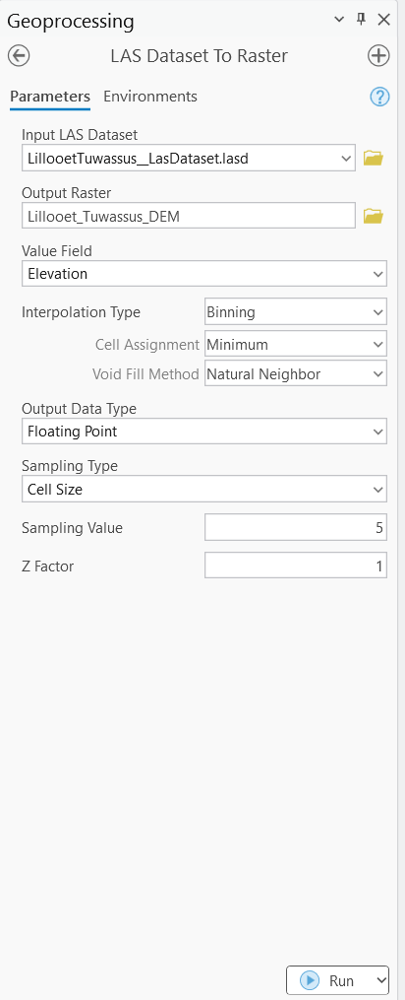 Geoprocessing
LAS Dataset To Raster
Parameters Environments
Input LAS Dataset
LillooetTuwassus__LasDataset.lasd
Output Raster
Lillooet_Tuwassus_DEM
Value Field
Elevation
Interpolation Type Binning
Cell Assignment Minimum
Void Fill Method Natural Neighbor
Output Data Type
Floating Point
Sampling Type
Cell Size
Sampling Value 5
Z Factor 1
Run